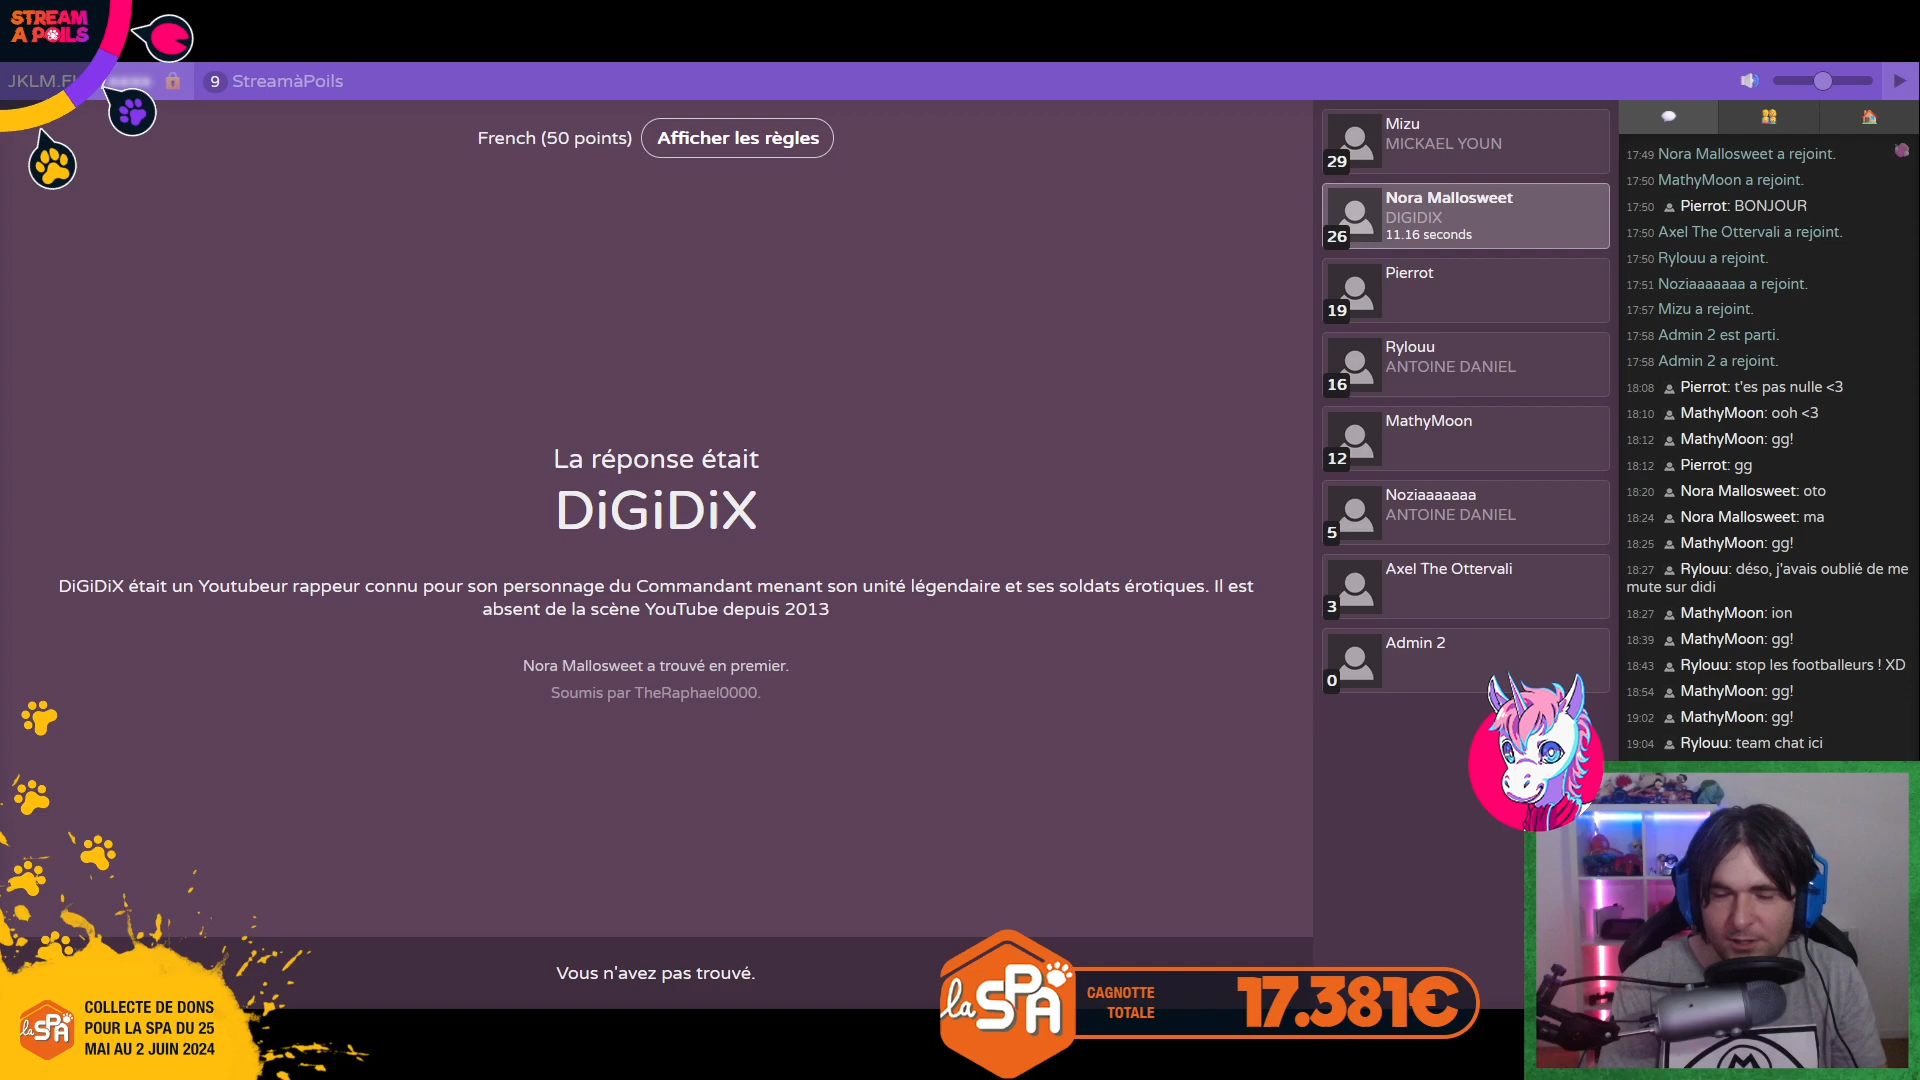 STREAM
A POILS
JKLM.F
9 StreamàPoils
French (50 points) Afficher les règles
La réponse était
DiGiDiX
DiGiDiX était un Youtubeur rappeur connu pour son personnage du Commandant menant son unité légendaire et ses soldats érotiques. Il est
absent de la scène YouTube depuis 2013
Nora Mallosweet a trouvé en premier.
Soumis par TheRaphael0000.
Vous n'avez pas trouvé.
Mizu
MICKAEL YOUN
29
Nora Mallosweet
DIGIDIX
11.16 seconds
26
Pierrot
19
Rylouu
ANTOINE DANIEL
16
MathyMoon
12
Noziaaaaaaa
ANTOINE DANIEL
5
Axel The Ottervali
3
Admin 2
0
17:49 Nora Mallosweet a rejoint.
17:50 MathyMoon a rejoint.
17:50 Pierrot: BONJOUR
17:50 Axel The Ottervali a rejoint.
17:50 Rylouu a rejoint.
17:51 Noziaaaaaaa a rejoint.
17:57 Mizu a rejoint.
17:58 Admin 2 est parti.
17:58 Admin 2 a rejoint.
18:08 Pierrot: t'es pas nulle <3
18:10 MathyMoon: ooh <3
18:12 MathyMoon: gg!
18:12 Pierrot: gg
18:20 Nora Mallosweet: oto
18:24 Nora Mallosweet: ma
18:25 MathyMoon: gg!
18:27 Rylouu: déso, j'avais oublié de me
mute sur didi
18:27 MathyMoon: ion
18:39 MathyMoon: gg!
18:43 Rylouu: stop les footballeurs ! XD
18:54 MathyMoon: gg!
19:02 MathyMoon: gg!
19:04 Rylouu: team chat ici
la SPA
COLLECTE DE DONS
POUR LA SPA DU 25
MAI AU 2 JUIN 2024
la SPA
CAGNOTTE
TOTALE
17.381€
M